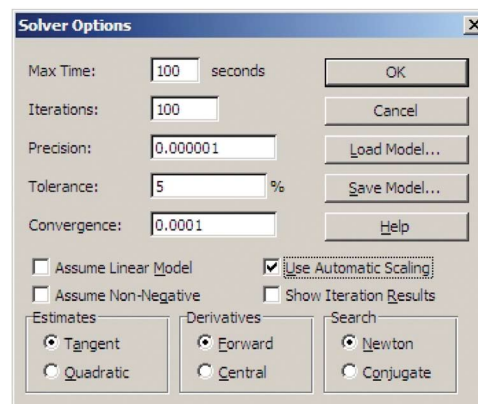 Solver Options
Max Time: 100 seconds OK
Iterations: 100 Cancel
Precision: 0.000001 Load Model...
Tolerance: 5 % Save Model...
Convergence: 0.0001 Help
Assume Linear Model Use Automatic Scaling
Assume Non-Negative Show Iteration Results
Estimates Derivatives Search
Tangent Forward Newton
Quadratic Central Conjugate